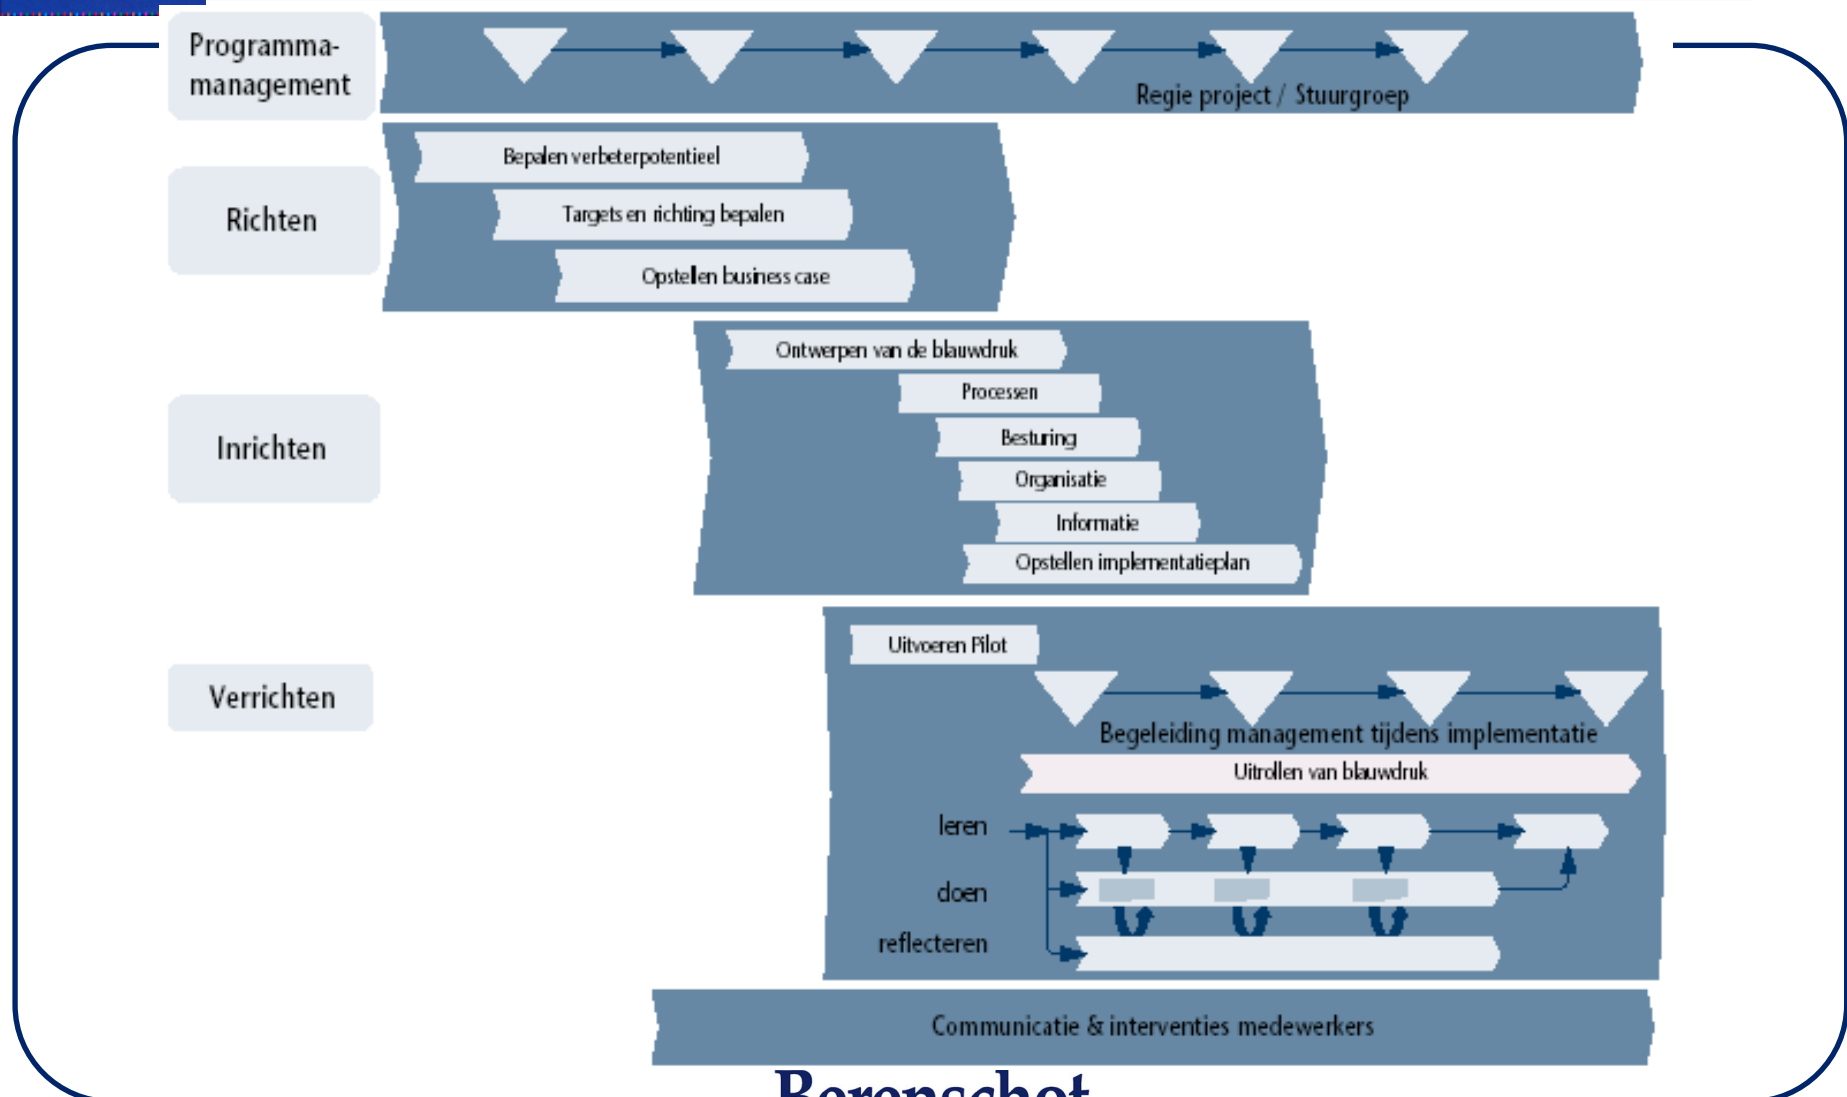 Programma-
management
Regie project / Stuurgroep
Richten
Bepalen verbeterpotentieel
Targets en richting bepalen
Opstellen business case
Inrichten
Ontwerpen van de blauwdruk
Processen
Besturing
Organisatie
Informatie
Opstellen implementatieplan
Verrichten
Uitvoeren Pilot
Begeleiding management tijdens implementatie
Uitrollen van blauwdruk
leren
doen
reflecteren
Communicatie & interventies medewerkers
Berenschot